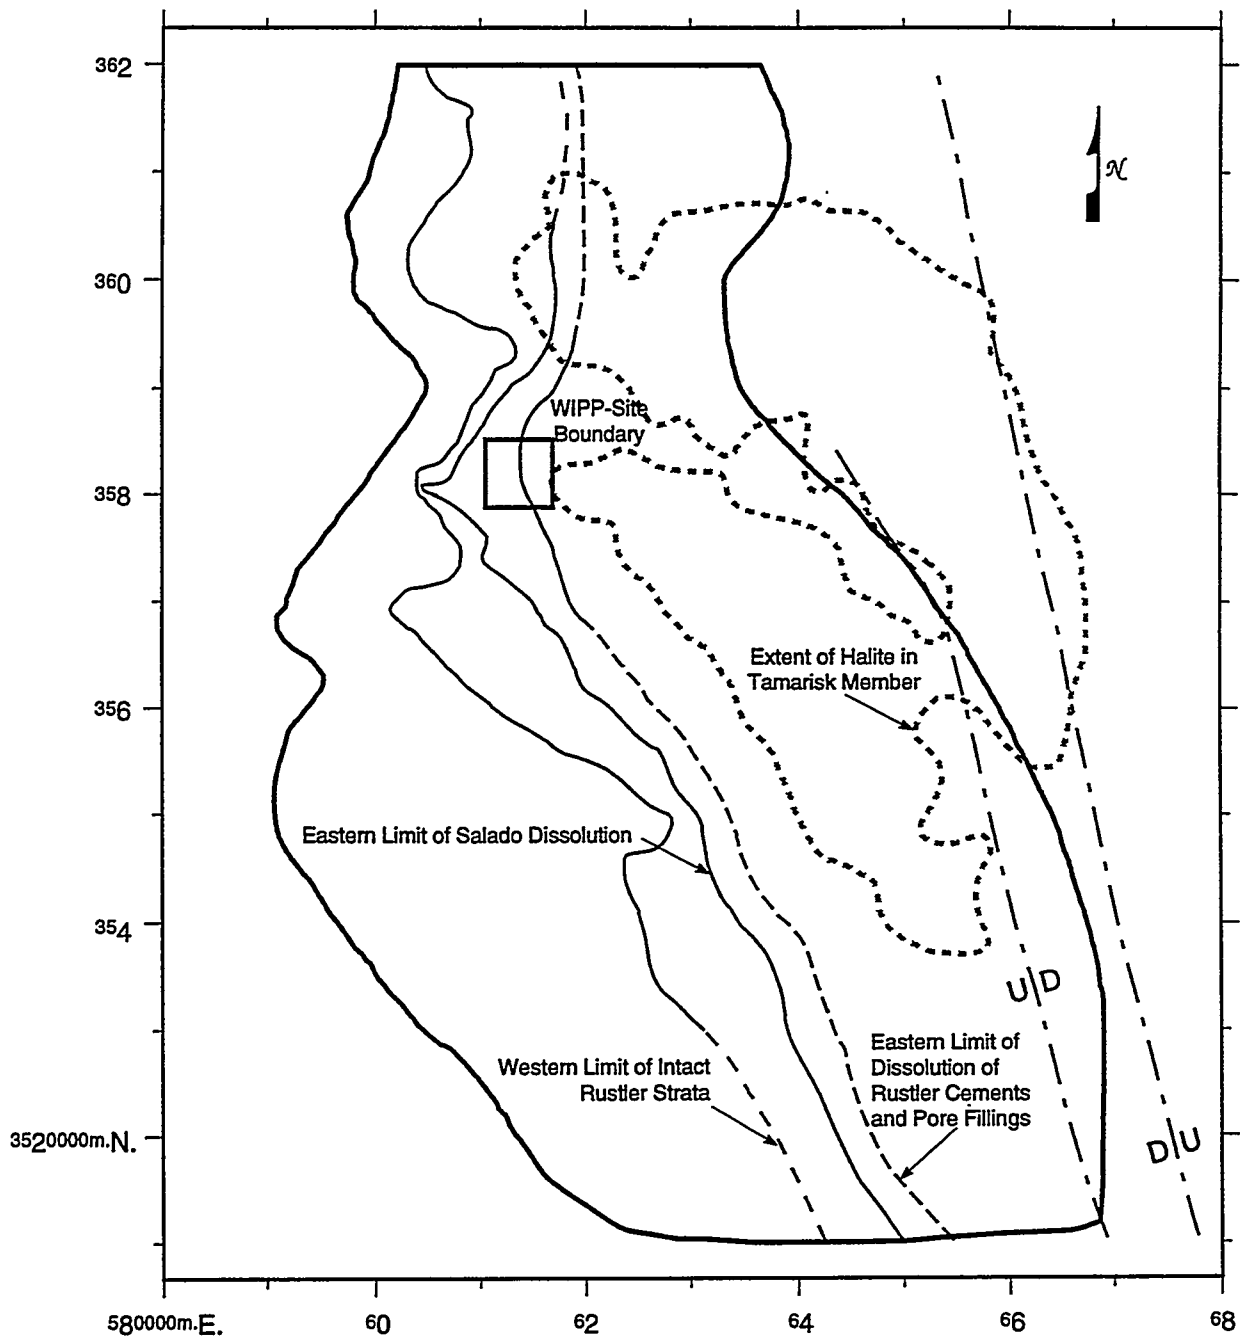 362
N
360
WIPP-Site
Boundary
358
Extent of Halite in
Tamarisk Member
356
Eastern Limit of Salado Dissolution
354
U D
Eastern Limit of
Dissolution of
Rustler Cements
and Pore Fillings
Western Limit of Intact
Rustler Strata
3520000m.N.
D U
580000m.E.
60
62
64
66
68